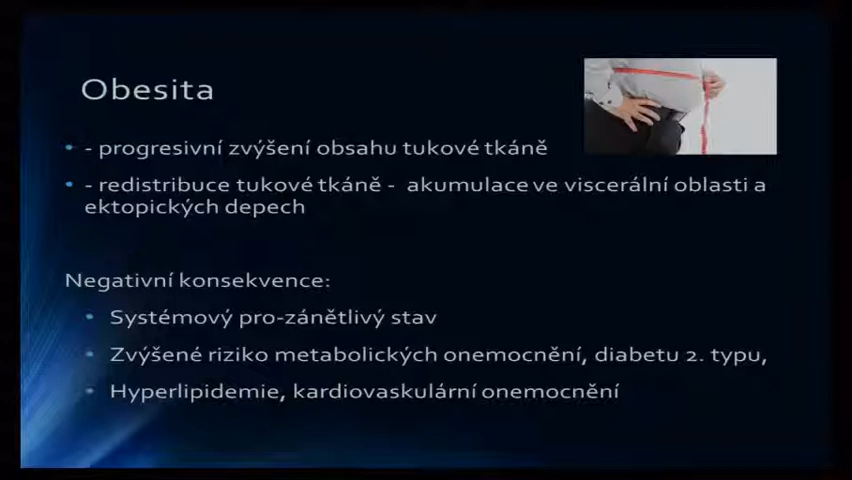 Obesita
- progresivní zvýšení obsahu tukové tkáně
- redistribuce tukové tkáně - akumulace ve viscerální oblasti a
ektopických depech
Negativní konsekvence:
Systémový pro-zánětlivý stav
Zvýšené riziko metabolických onemocnění, diabetu 2. typu,
Hyperlipidemie, kardiovaskulární onemocnění